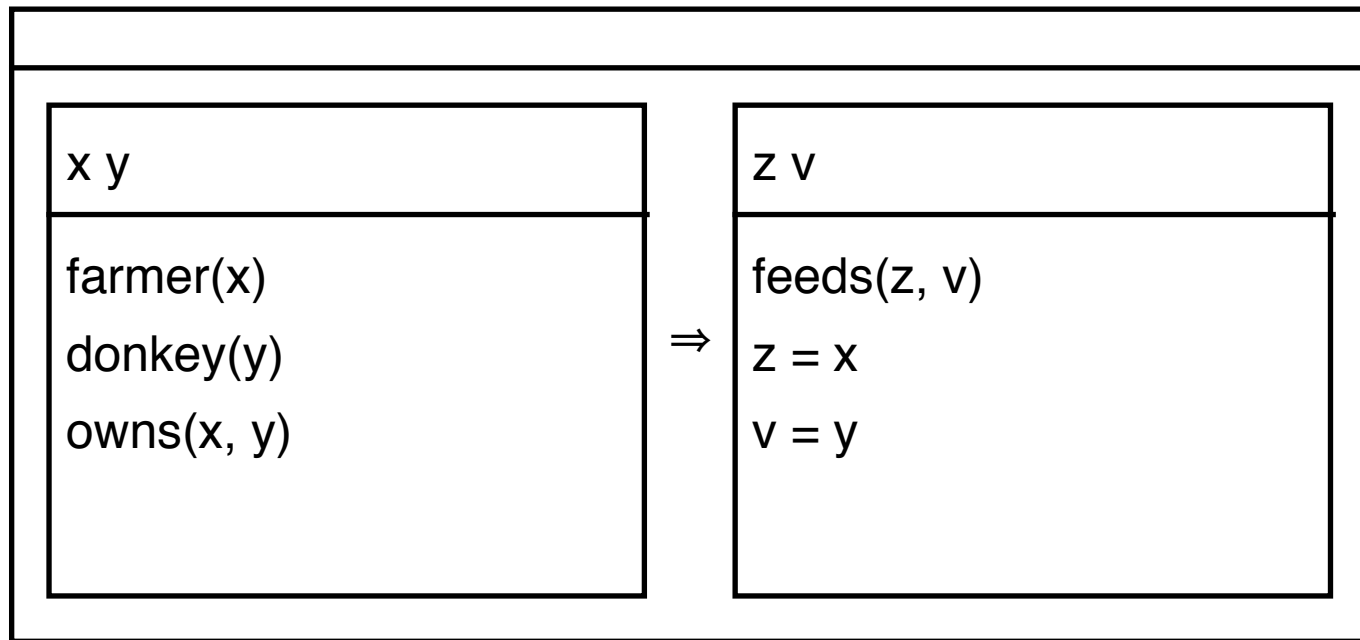 x y
farmer(x)
donkey(y)
owns(x, y)
⇒
z v
feeds(z, v)
z = x
v = y